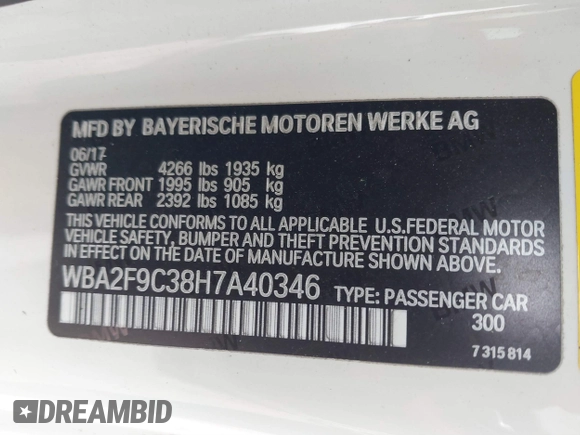 MFD BY BAYERISCHE MOTOREN WERKE AG
06/17
GVWR 4266 lbs 1935 kg
GAWR FRONT 1995 lbs 905 kg
GAWR REAR 2392 lbs 1085 kg
THIS VEHICLE CONFORMS TO ALL APPLICABLE U.S.FEDERAL MOTOR
VEHICLE SAFETY, BUMPER AND THEFT PREVENTION STANDARDS
IN EFFECT ON THE DATE OF MANUFACTURE SHOWN ABOVE.
WBA2F9C38H7A40346 TYPE: PASSENGER CAR
300
7 315 814
DREAMBID